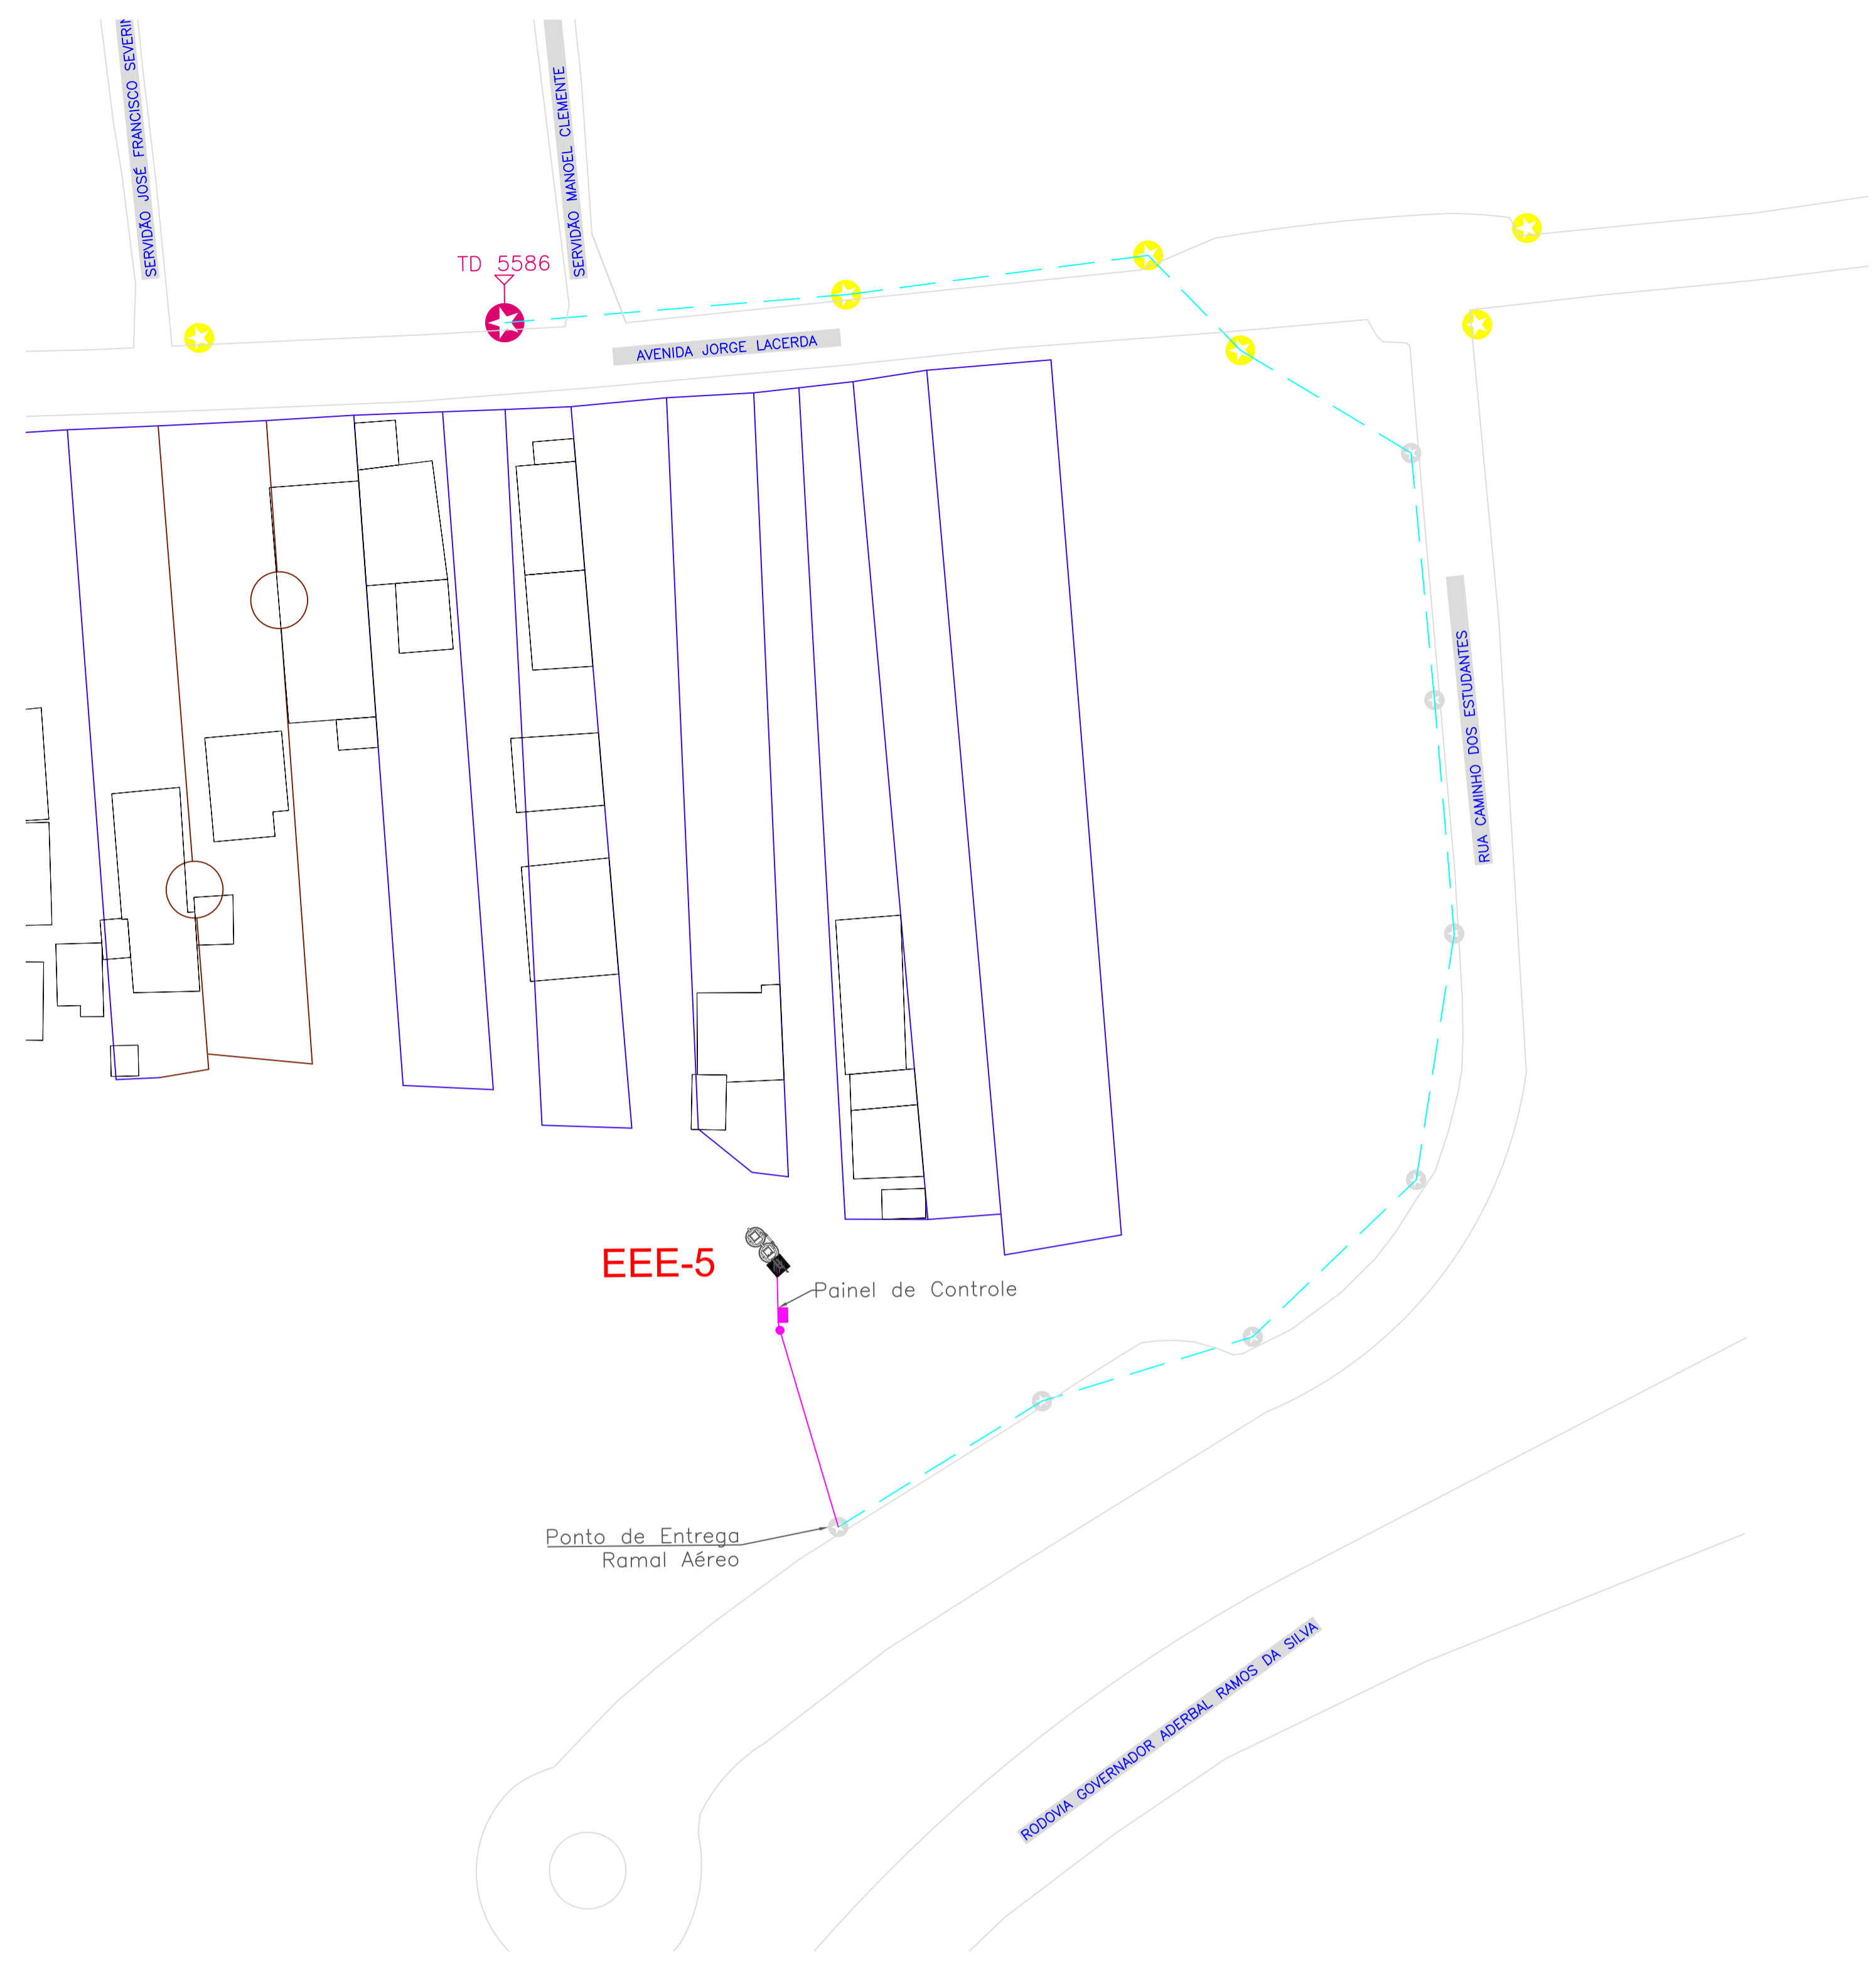 SERVIDÃO JOSÉ FRANCISCO
SERVIDÃO MANOEL CLEMENTE
TD 5586
AVENIDA JORGE LACERDA
RUA CAMINHO DOS ESTUDANTES
EEE-5
Painel de Controle
Ponto de Entrega
Ramal Aéreo
RODOVIA GOVERNADOR ADERBAL RAMOS DA SILVA